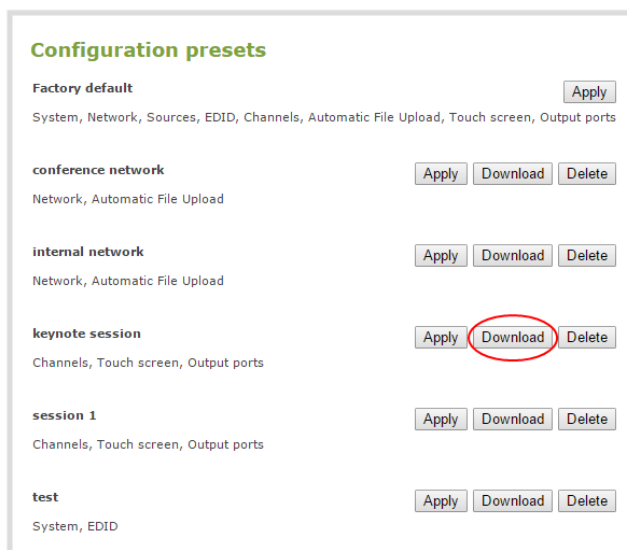 Configuration presets
Factory default Apply
System, Network, Sources, EDID, Channels, Automatic File Upload, Touch screen, Output ports
conference network Apply Download Delete
Network, Automatic File Upload
internal network Apply Download Delete
Network, Automatic File Upload
keynote session Apply Download Delete
Channels, Touch screen, Output ports
session 1 Apply Download Delete
Channels, Touch screen, Output ports
test Apply Download Delete
System, EDID